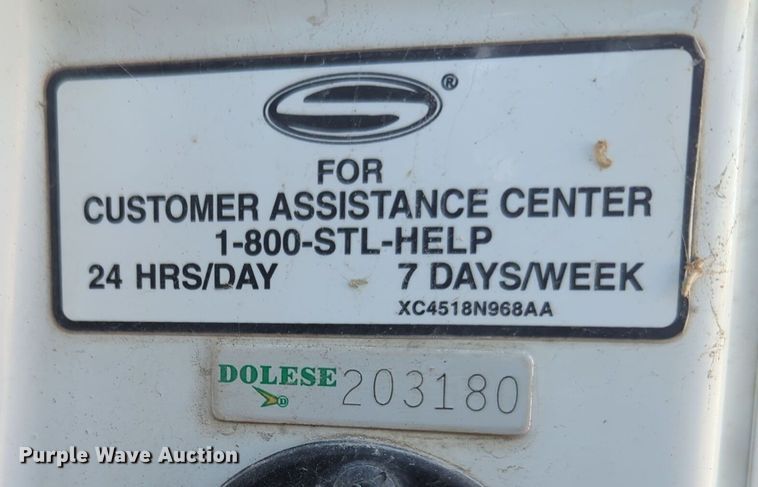 ®
FOR
CUSTOMER ASSISTANCE CENTER
1-800-STL-HELP
24 HRS/DAY 7 DAYS/WEEK
XC4518N968AA
DOLESE 203180
D
Purple Wave Auction